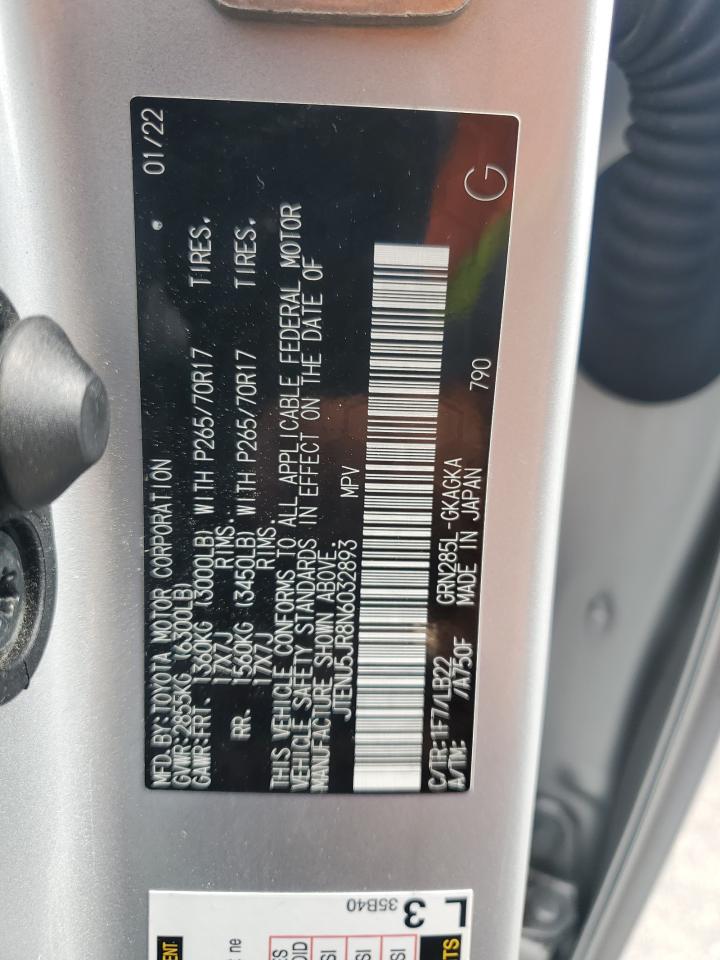 MFD. BY: TOYOTA MOTOR CORPORATION 01/22
GVWR: 2855KG (6300LB)
GAWR: FRT. 1360KG (3000LB) WITH P265/70R17 TIRES,
17X7J RIMS.
RR. 1560KG (3450LB) WITH P265/70R17 TIRES,
17X7J RIMS.
THIS VEHICLE CONFORMS TO ALL APPLICABLE FEDERAL MOTOR
VEHICLE SAFETY STANDARDS IN EFFECT ON THE DATE OF
MANUFACTURE SHOWN ABOVE.
JTENU5JR8N6032893 MPV
C/TR: 1F7/LB22 GRN285L-GKAGKA 790
A/TM: /A750F MADE IN JAPAN
G
L
3
35B40